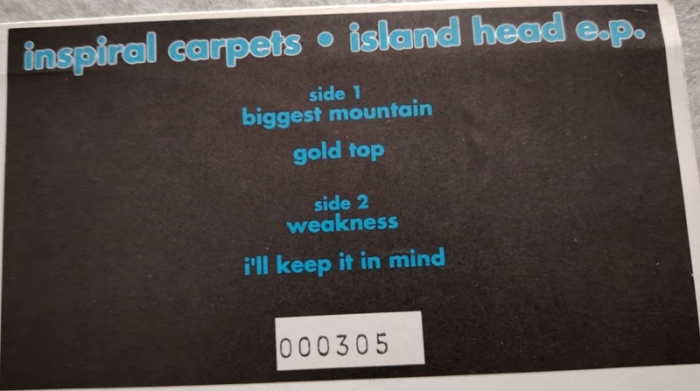 inspiral carpets • island head e.p.
side 1
biggest mountain
gold top
side 2
weakness
i'll keep it in mind
000305